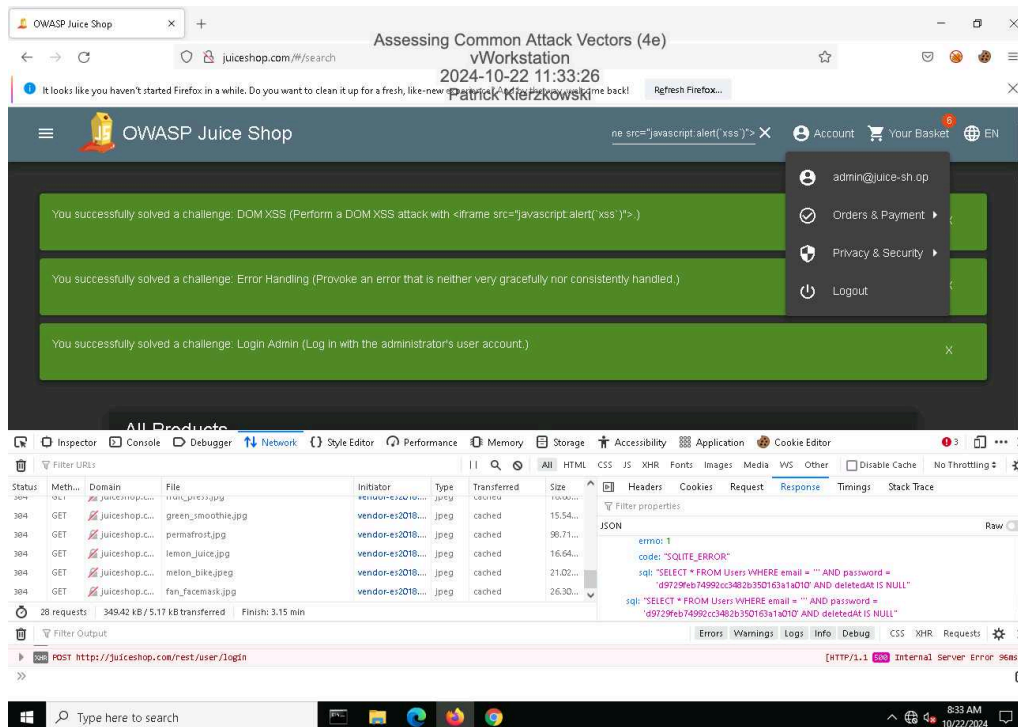 OWASP Juice Shop
Assessing Common Attack Vectors (4e)
vWorkstation
2024-10-22 11:33:26
Patrick Kierzkowski
juiceshop.com/#/search
It looks like you haven't started Firefox in a while. Do you want to clean it up for a fresh, like-new
back!
Refresh Firefox...
OWASP Juice Shop
ne src="javascript:alert(`xss`)">
Account
Your Basket
6
EN
admin@juice-sh.op
Orders & Payment
Privacy & Security
Logout
You successfully solved a challenge: DOM XSS (Perform a DOM XSS attack with <iframe src="javascript:alert(`xss`)">.)
You successfully solved a challenge: Error Handling (Provoke an error that is neither very gracefully nor consistently handled.)
You successfully solved a challenge: Login Admin (Log in with the administrator's user account.)
X
All Products
Inspector Console Debugger Network Style Editor Performance Memory Storage Accessibility Application Cookie Editor 3
Filter URLs
All HTML CSS JS XHR Fonts Images Media WS Other Disable Cache No Throttling
Status Meth... Domain File Initiator Type Transferred Size
Headers Cookies Request Response Timings Stack Trace
Filter properties
JSON
Raw
304 GET juiceshop.c... fruit_press.jpg vendor-es2018.... jpeg cached
304 GET juiceshop.c... green_smoothie.jpg vendor-es2018.... jpeg cached 15.54...
304 GET juiceshop.c... permafrost.jpg vendor-es2018.... jpeg cached 98.71...
304 GET juiceshop.c... lemon_juice.jpg vendor-es2018.... jpeg cached 16.64...
304 GET juiceshop.c... melon_bike.jpeg vendor-es2018.... jpeg cached 21.02...
304 GET juiceshop.c... fan_facemask.jpg vendor-es2018.... jpeg cached 26.30...
errno: 1
code: "SQLITE_ERROR"
sql: "SELECT * FROM Users WHERE email = ''' AND password =
'd9729feb74992cc3482b350163a1a010' AND deletedAt IS NULL"
sql: "SELECT * FROM Users WHERE email = ''' AND password =
'd9729feb74992cc3482b350163a1a010' AND deletedAt IS NULL"
28 requests 349.42 kB / 5.17 kB transferred Finish: 3.15 min
Filter Output
Errors Warnings Logs Info Debug CSS XHR Requests
XHR POST http://juiceshop.com/rest/user/login
[HTTP/1.1 500 Internal Server Error 96ms
Type here to search
8:33 AM
10/22/2024